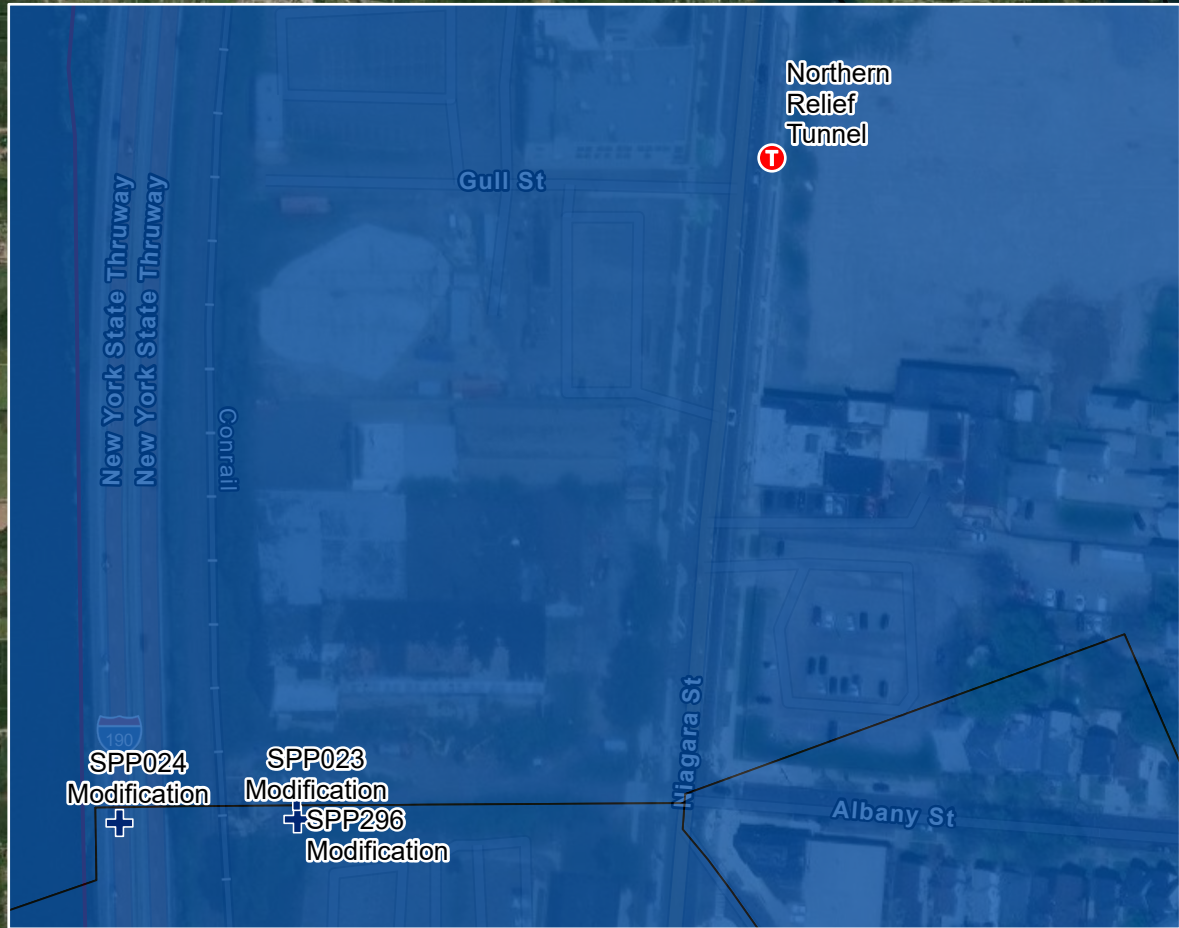 Northern
Relief
Tunnel
T
Gull St
New York State Thruway
New York State Thruway
Conrail
Niagara St
190
SPP024
Modification
SPP023
Modification
SPP296
Modification
Albany St